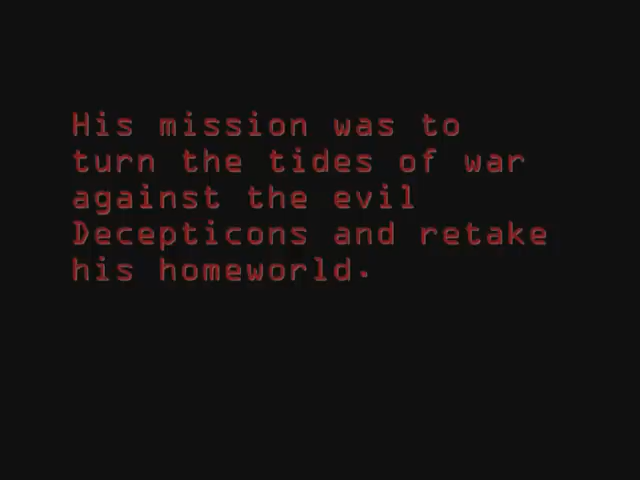 His mission was to
turn the tides of war
against the evil
Decepticons and retake
his homeworld.